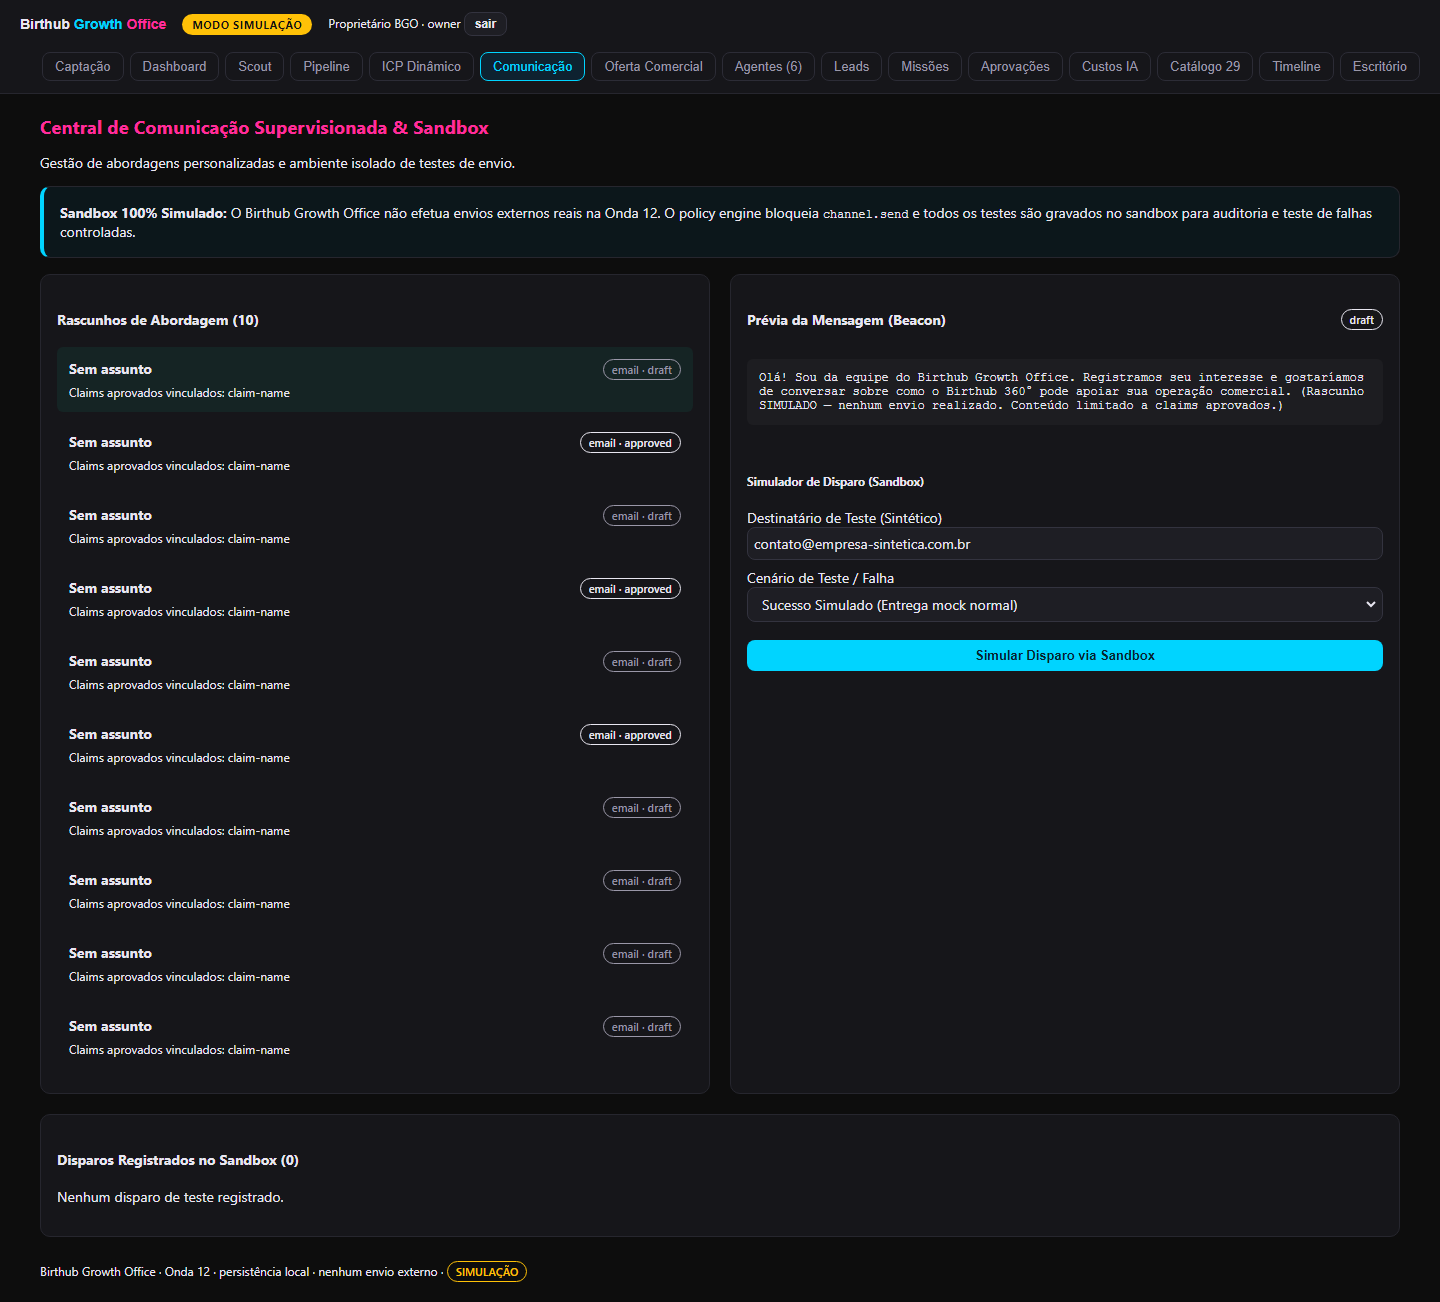 Birthub Growth Office MODO SIMULAÇÃO Proprietário BGO · owner sair
Captação Dashboard Scout Pipeline ICP Dinâmico Comunicação Oferta Comercial Agentes (6) Leads Missões Aprovações Custos IA Catálogo 29 Timeline Escritório
Central de Comunicação Supervisionada & Sandbox
Gestão de abordagens personalizadas e ambiente isolado de testes de envio.
Sandbox 100% Simulado: O Birthub Growth Office não efetua envios externos reais na Onda 12. O policy engine bloqueia channel.send e todos os testes são gravados no sandbox para auditoria e teste de falhas
controladas.
Rascunhos de Abordagem (10)
Sem assunto email · draft
Claims aprovados vinculados: claim-name
Sem assunto email · approved
Claims aprovados vinculados: claim-name
Sem assunto email · draft
Claims aprovados vinculados: claim-name
Sem assunto email · approved
Claims aprovados vinculados: claim-name
Sem assunto email · draft
Claims aprovados vinculados: claim-name
Sem assunto email · approved
Claims aprovados vinculados: claim-name
Sem assunto email · draft
Claims aprovados vinculados: claim-name
Sem assunto email · draft
Claims aprovados vinculados: claim-name
Sem assunto email · draft
Claims aprovados vinculados: claim-name
Sem assunto email · draft
Claims aprovados vinculados: claim-name
Prévia da Mensagem (Beacon) draft
Olá! Sou da equipe do Birthub Growth Office. Registramos seu interesse e gostaríamos
de conversar sobre como o Birthub 360° pode apoiar sua operação comercial. (Rascunho
SIMULADO — nenhum envio realizado. Conteúdo limitado a claims aprovados.)
Simulador de Disparo (Sandbox)
Destinatário de Teste (Sintético)
contato@empresa-sintetica.com.br
Cenário de Teste / Falha
Sucesso Simulado (Entrega mock normal)
Simular Disparo via Sandbox
Disparos Registrados no Sandbox (0)
Nenhum disparo de teste registrado.
Birthub Growth Office · Onda 12 · persistência local · nenhum envio externo · SIMULAÇÃO